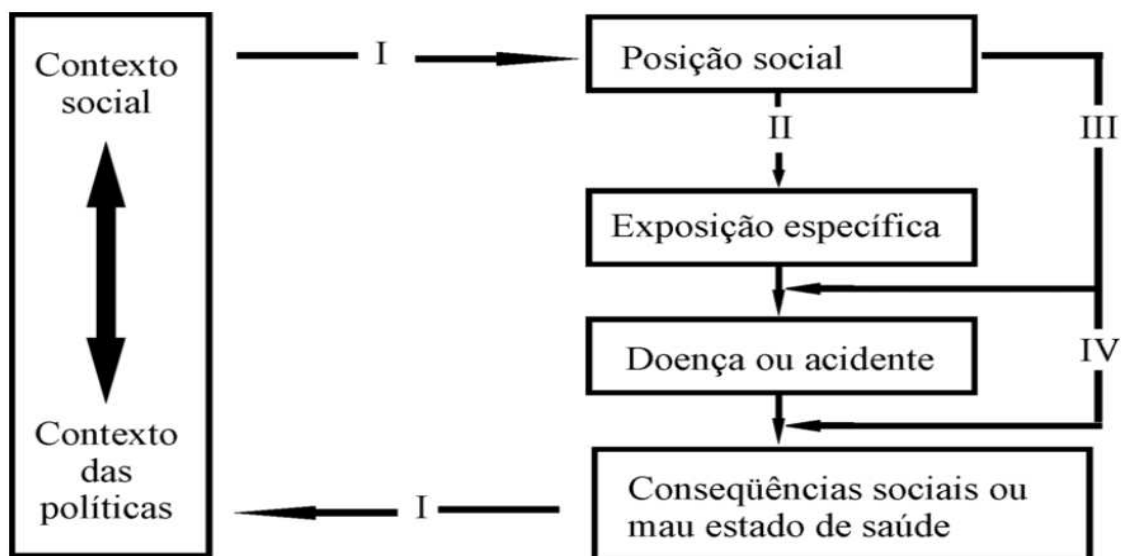 Contexto
social
Contexto
das
políticas
I
Posição social
II
III
Exposição específica
Doença ou acidente
IV
Conseqüências sociais ou
mau estado de saúde
I